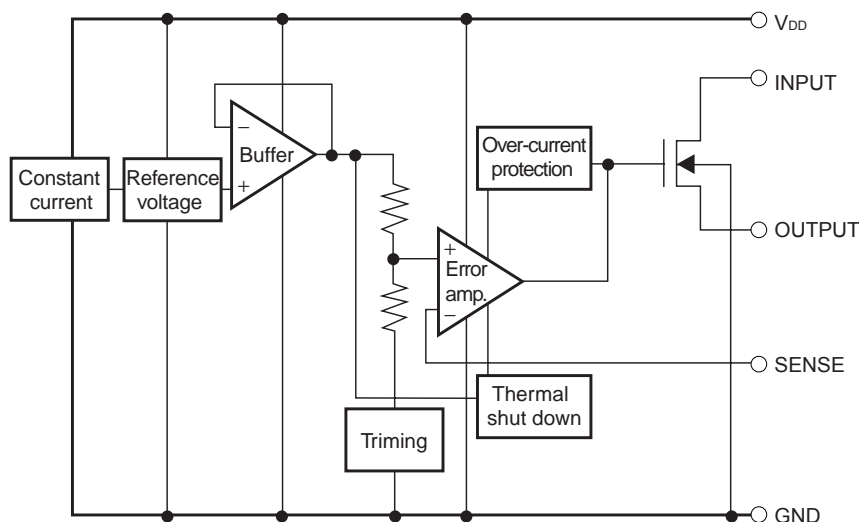 VDD
INPUT
−
Buffer
+
Over-current
protection
Constant
current
Reference
voltage
OUTPUT
+
Error
amp.
−
SENSE
Thermal
shut down
Triming
GND